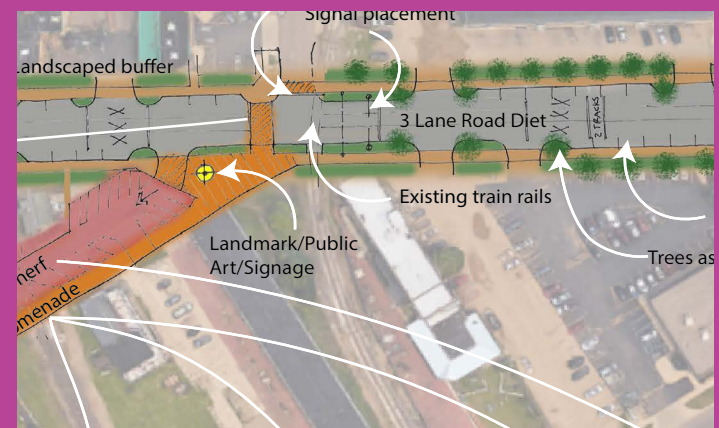 Signal placement
Landscaped buffer
3 Lane Road Diet
2 TRACKS
Existing train rails
Landmark/Public
Art/Signage
Trees as
nerf
omenade